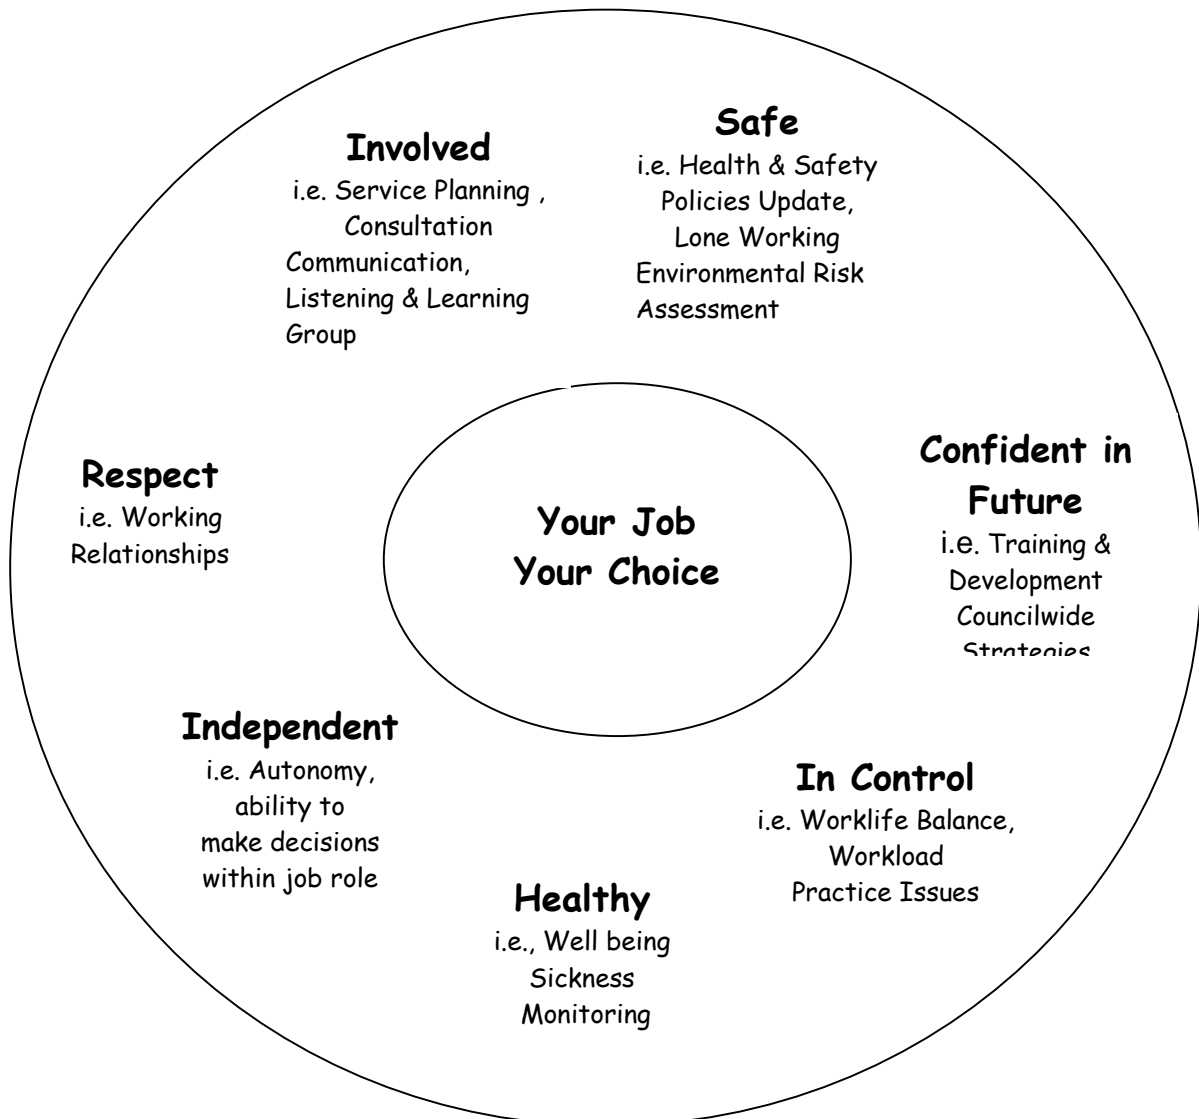 Involved
i.e. Service Planning ,
Consultation
Communication,
Listening & Learning
Group
Safe
i.e. Health & Safety
Policies Update,
Lone Working
Environmental Risk
Assessment
Respect
i.e. Working
Relationships
Your Job
Your Choice
Confident in
Future
i.e. Training &
Development
Councilwide
Strategies
Independent
i.e. Autonomy,
ability to
make decisions
within job role
In Control
i.e. Worklife Balance,
Workload
Practice Issues
Healthy
i.e., Well being
Sickness
Monitoring